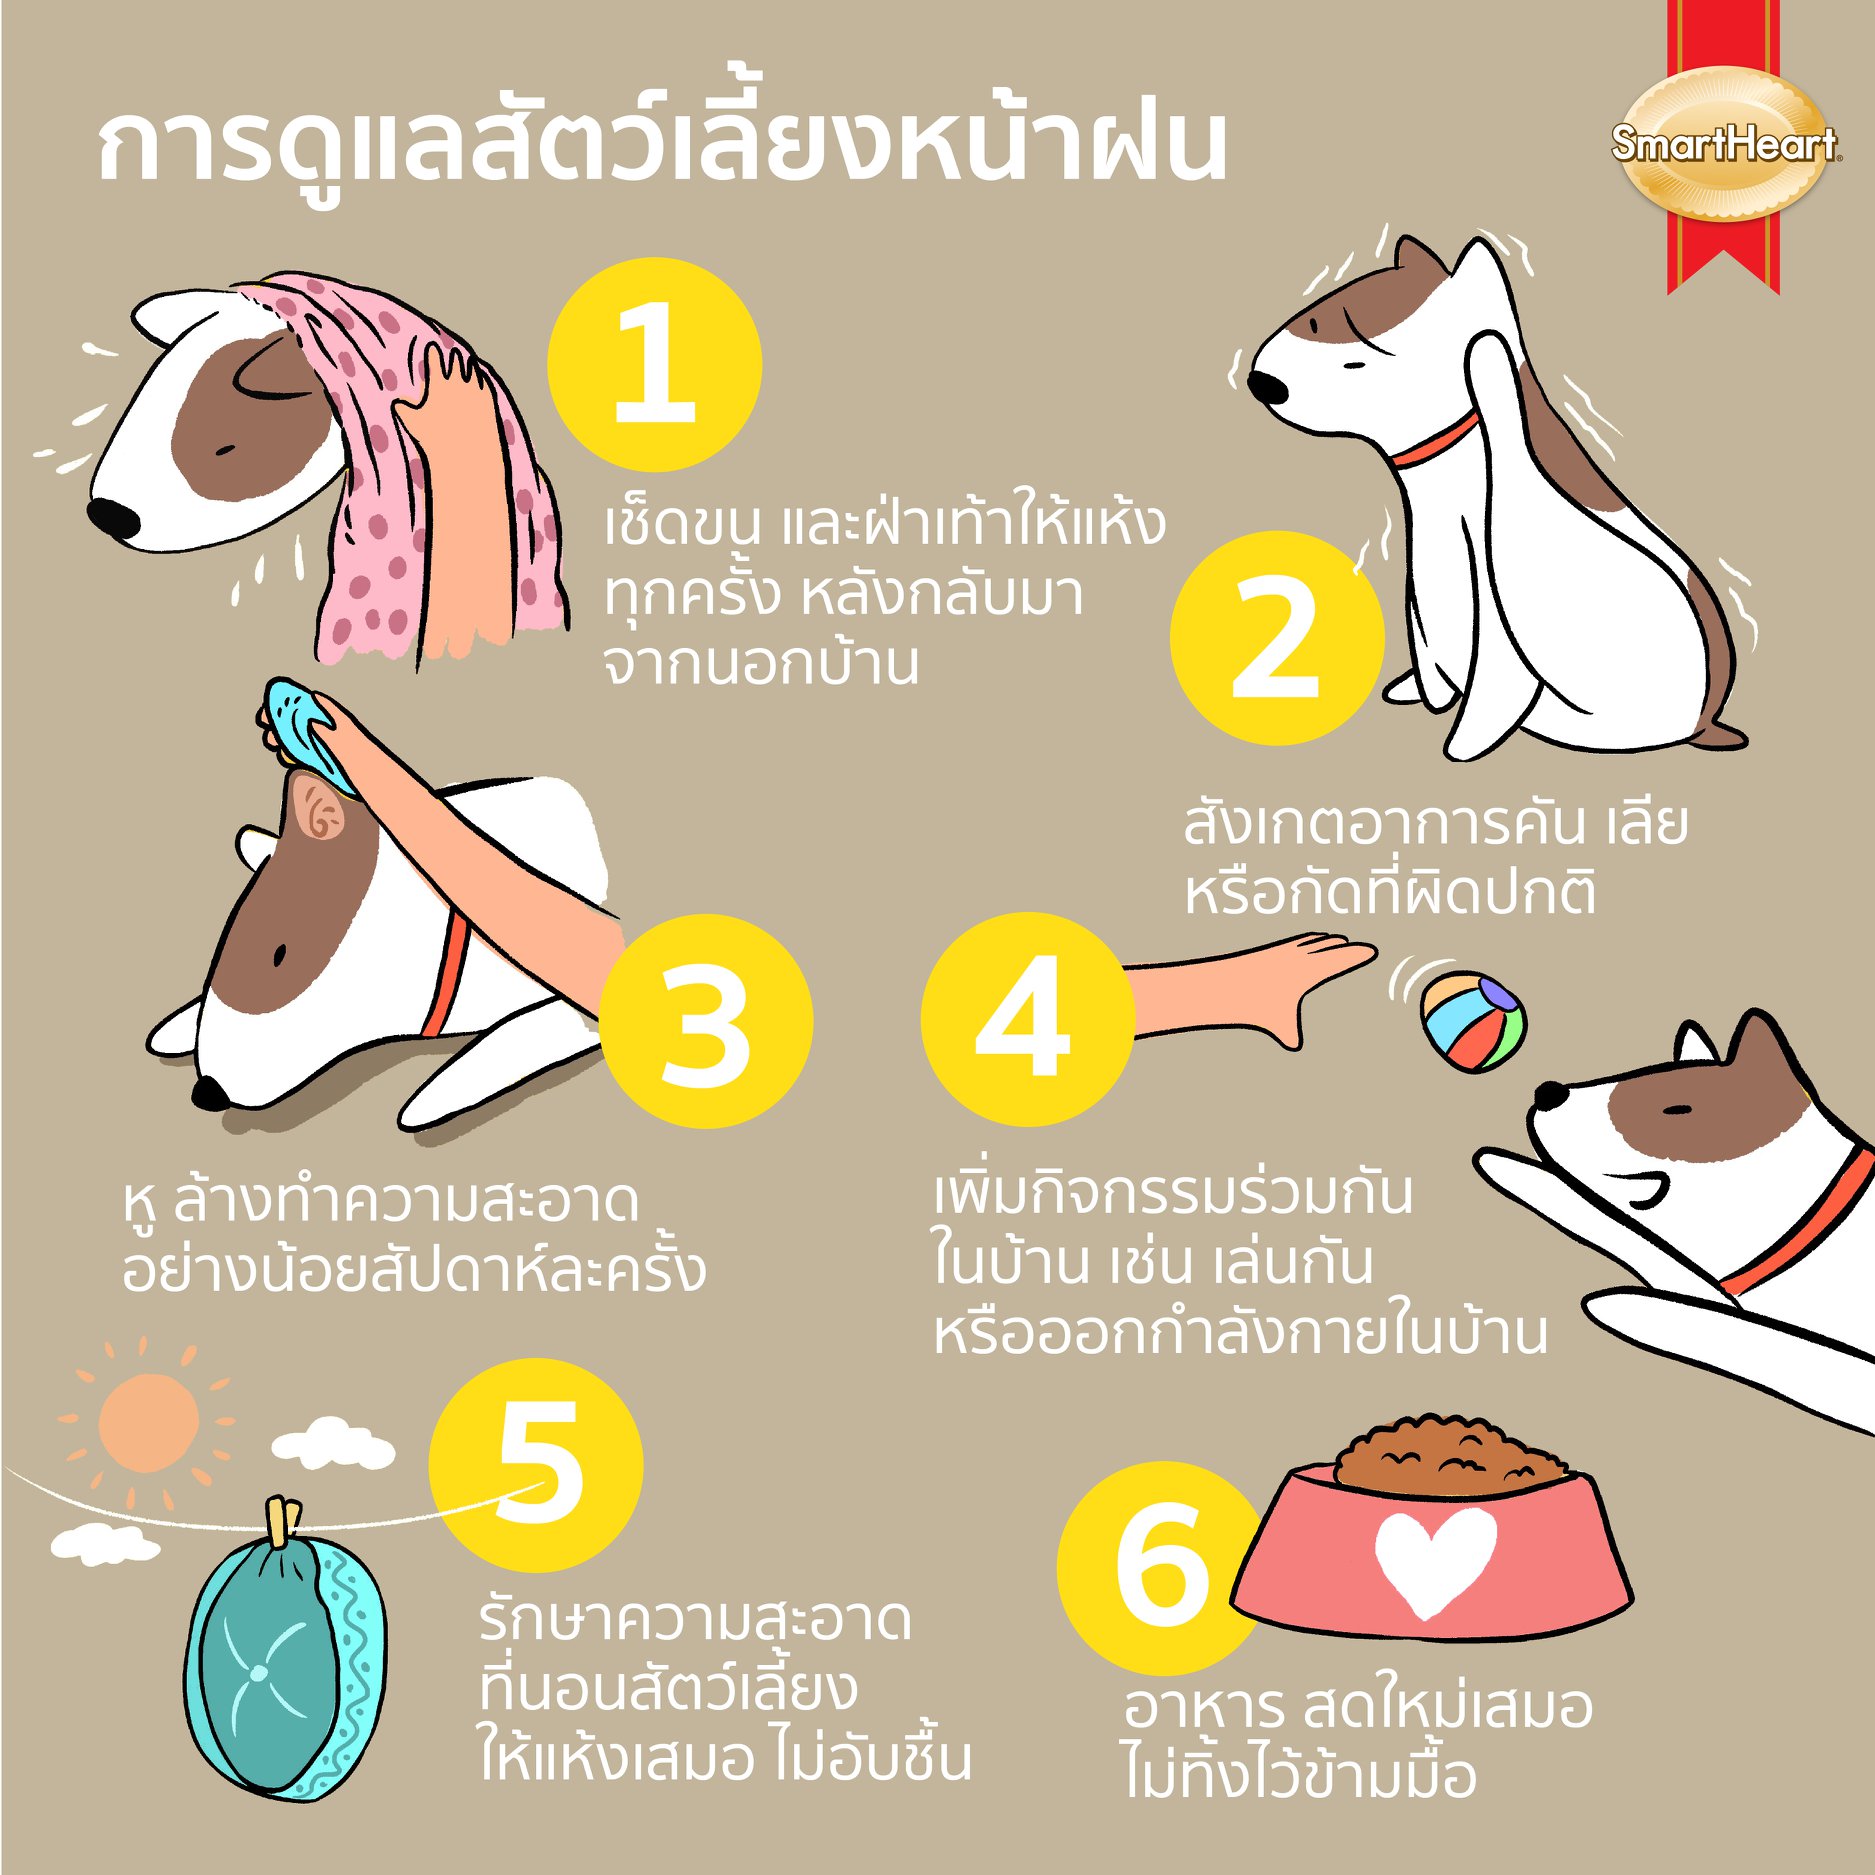 การดูแลสัตว์เลี้ยงหน้าฝน
SmartHeart®
1
เช็ดขน และฝ่าเท้าให้แห้ง
ทุกครั้ง หลังกลับมา
จากนอกบ้าน
2
สังเกตอาการคัน เลีย
หรือกัดที่ผิดปกติ
3
หู ล้างทำความสะอาด
อย่างน้อยสัปดาห์ละครั้ง
4
เพิ่มกิจกรรมร่วมกัน
ในบ้าน เช่น เล่นกัน
หรือออกกำลังกายในบ้าน
5
รักษาความสะอาด
ที่นอนสัตว์เลี้ยง
ให้แห้งเสมอ ไม่อับชื้น
6
อาหาร สดใหม่เสมอ
ไม่ทิ้งไว้ข้ามมื้อ